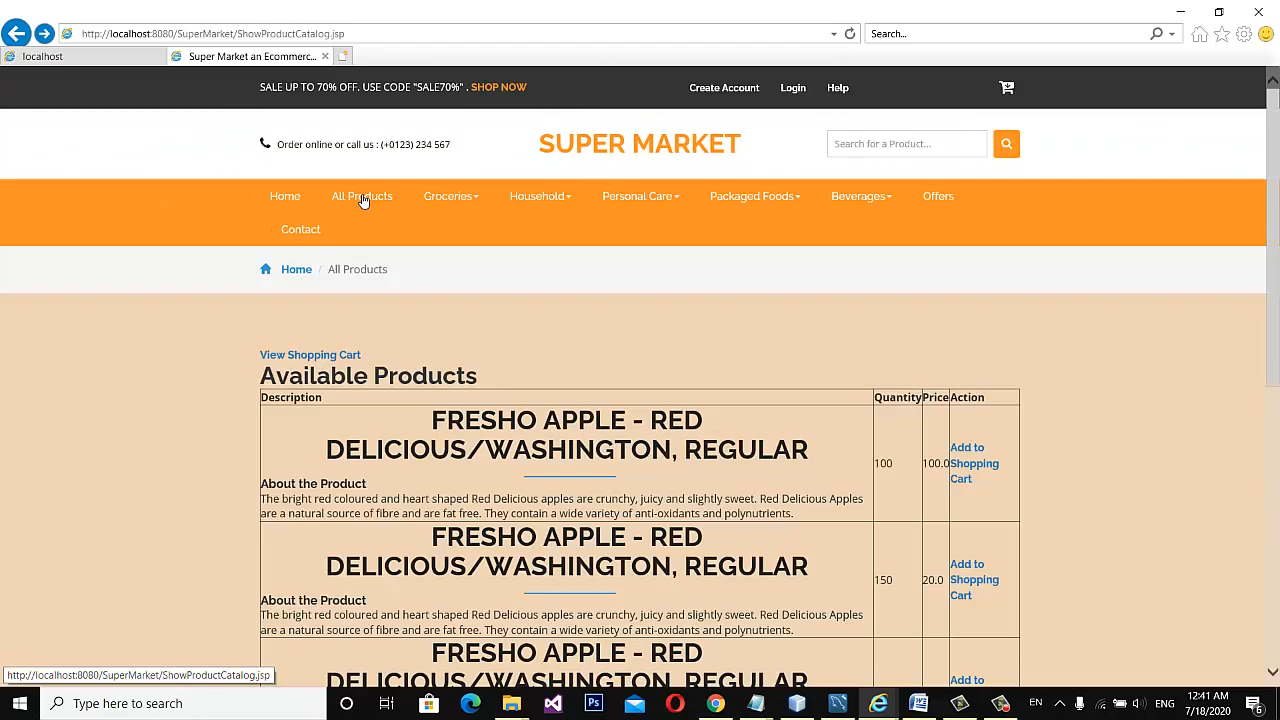 http://localhost:8080/SuperMarket/ShowProductCatalog.jsp
Search...
localhost
Super Market an Ecommerc...
SALE UP TO 70% OFF. USE CODE "SALE70%" . SHOP NOW
Create Account
Login
Help
Order online or call us : (+0123) 234 567
SUPER MARKET
Search for a Product...
Home
All Products
Groceries
Household
Personal Care
Packaged Foods
Beverages
Offers
Contact
Home / All Products
View Shopping Cart
Available Products
Description
Quantity
Price
Action
FRESHO APPLE - RED
DELICIOUS/WASHINGTON, REGULAR
About the Product
The bright red coloured and heart shaped Red Delicious apples are crunchy, juicy and slightly sweet. Red Delicious Apples
are a natural source of fibre and are fat free. They contain a wide variety of anti-oxidants and polynutrients.
100
100.0
Add to
Shopping
Cart
FRESHO APPLE - RED
DELICIOUS/WASHINGTON, REGULAR
About the Product
The bright red coloured and heart shaped Red Delicious apples are crunchy, juicy and slightly sweet. Red Delicious Apples
are a natural source of fibre and are fat free. They contain a wide variety of anti-oxidants and polynutrients.
150
20.0
Add to
Shopping
Cart
FRESHO APPLE - RED
DELICIOUS/WASHINGTON, REGULAR
Add to
http://localhost:8080/SuperMarket/ShowProductCatalog.jsp
Type here to search
EN
ENG
12:41 AM
7/18/2020
6